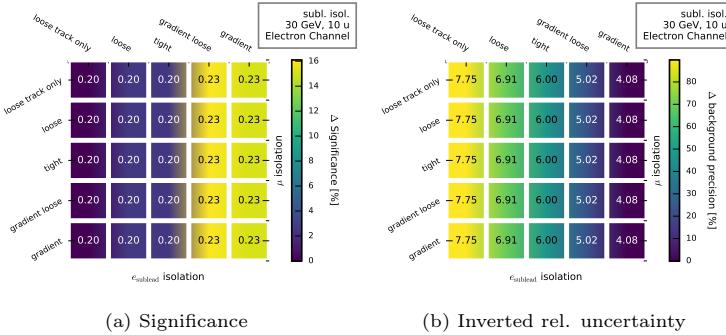 subl. isol.
30 GeV, 10 u
Electron Channel
loose track only
loose
tight
gradient loose
gradient
loose track only
loose
tight
gradient loose
gradient
0.20 0.20 0.20 0.23 0.23
0.20 0.20 0.20 0.23 0.23
0.20 0.20 0.20 0.23 0.23
0.20 0.20 0.20 0.23 0.23
0.20 0.20 0.20 0.23 0.23
μ isolation
e_sublead isolation
16
14
12
10
8
6
4
2
0
Δ Significance [%]
(a) Significance
subl. isol.
30 GeV, 10 u
Electron Channel
loose track only
loose
tight
gradient loose
gradient
loose track only
loose
tight
gradient loose
gradient
7.75 6.91 6.00 5.02 4.08
7.75 6.91 6.00 5.02 4.08
7.75 6.91 6.00 5.02 4.08
7.75 6.91 6.00 5.02 4.08
7.75 6.91 6.00 5.02 4.08
μ isolation
e_sublead isolation
80
70
60
50
40
30
20
10
0
Δ background precision [%]
(b) Inverted rel. uncertainty